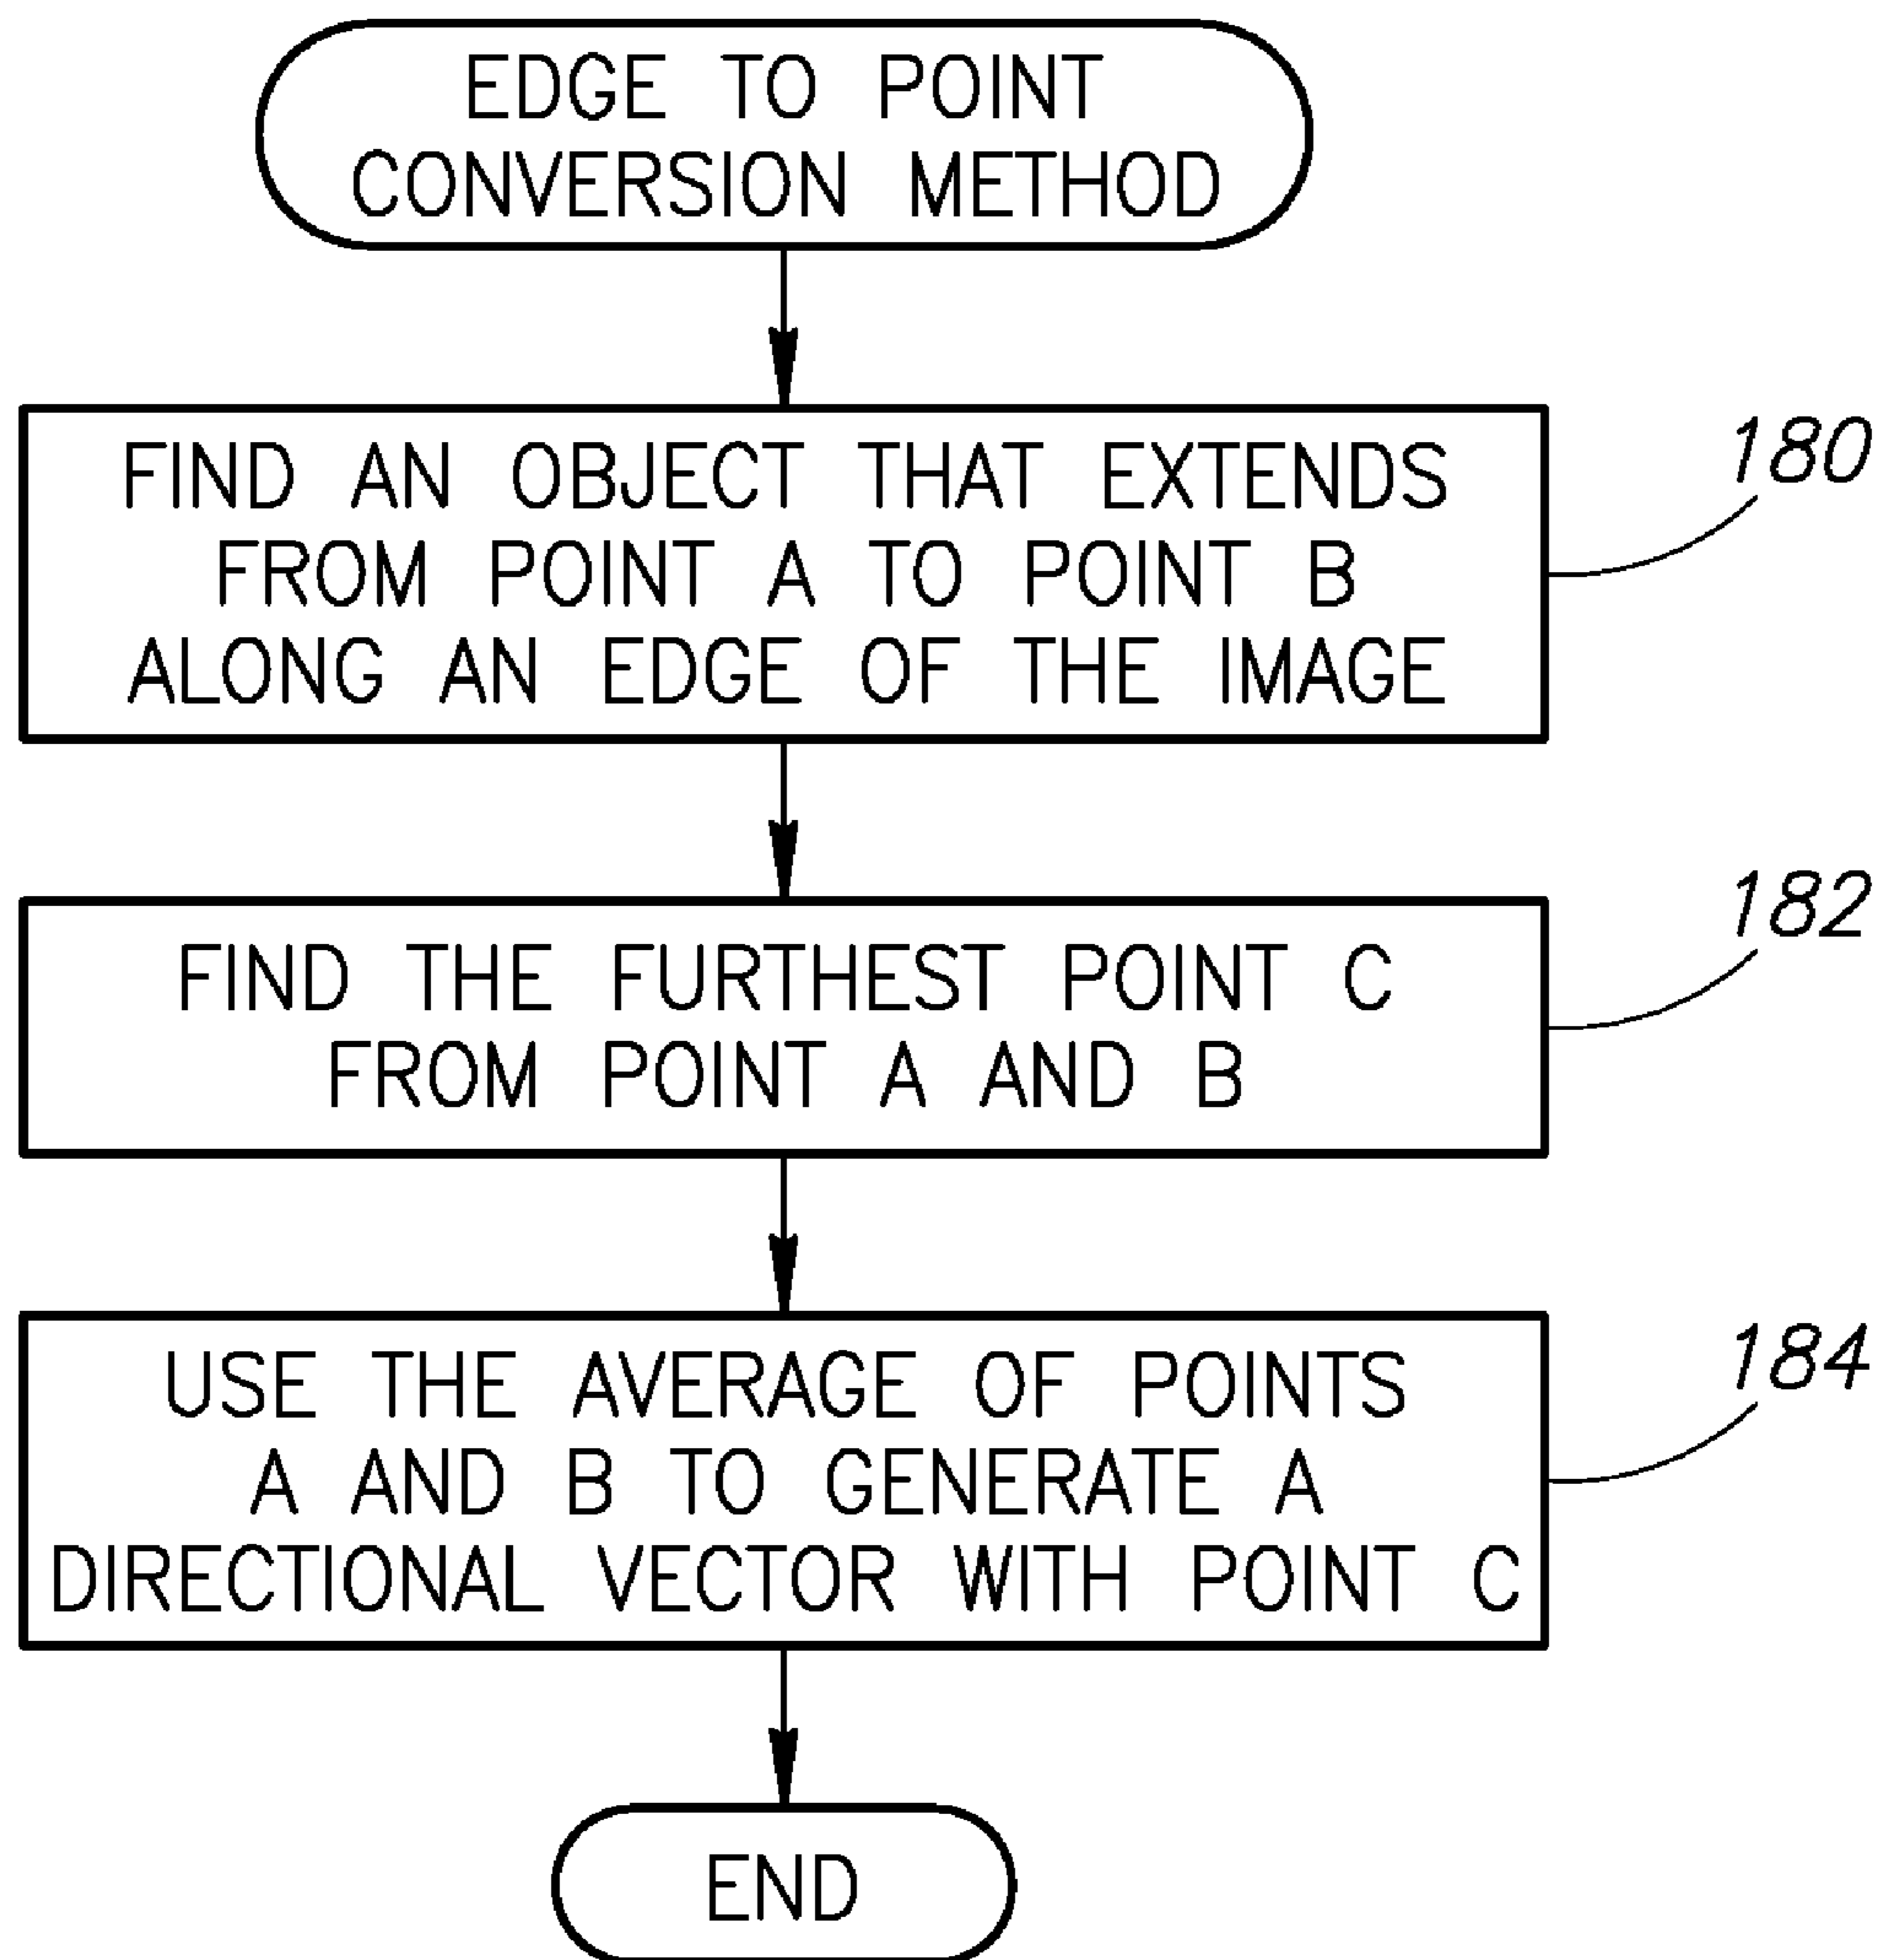 EDGE TO POINT
CONVERSION METHOD
FIND AN OBJECT THAT EXTENDS
FROM POINT A TO POINT B
ALONG AN EDGE OF THE IMAGE
180
FIND THE FURTHEST POINT C
FROM POINT A AND B
182
USE THE AVERAGE OF POINTS
A AND B TO GENERATE A
DIRECTIONAL VECTOR WITH POINT C
184
END